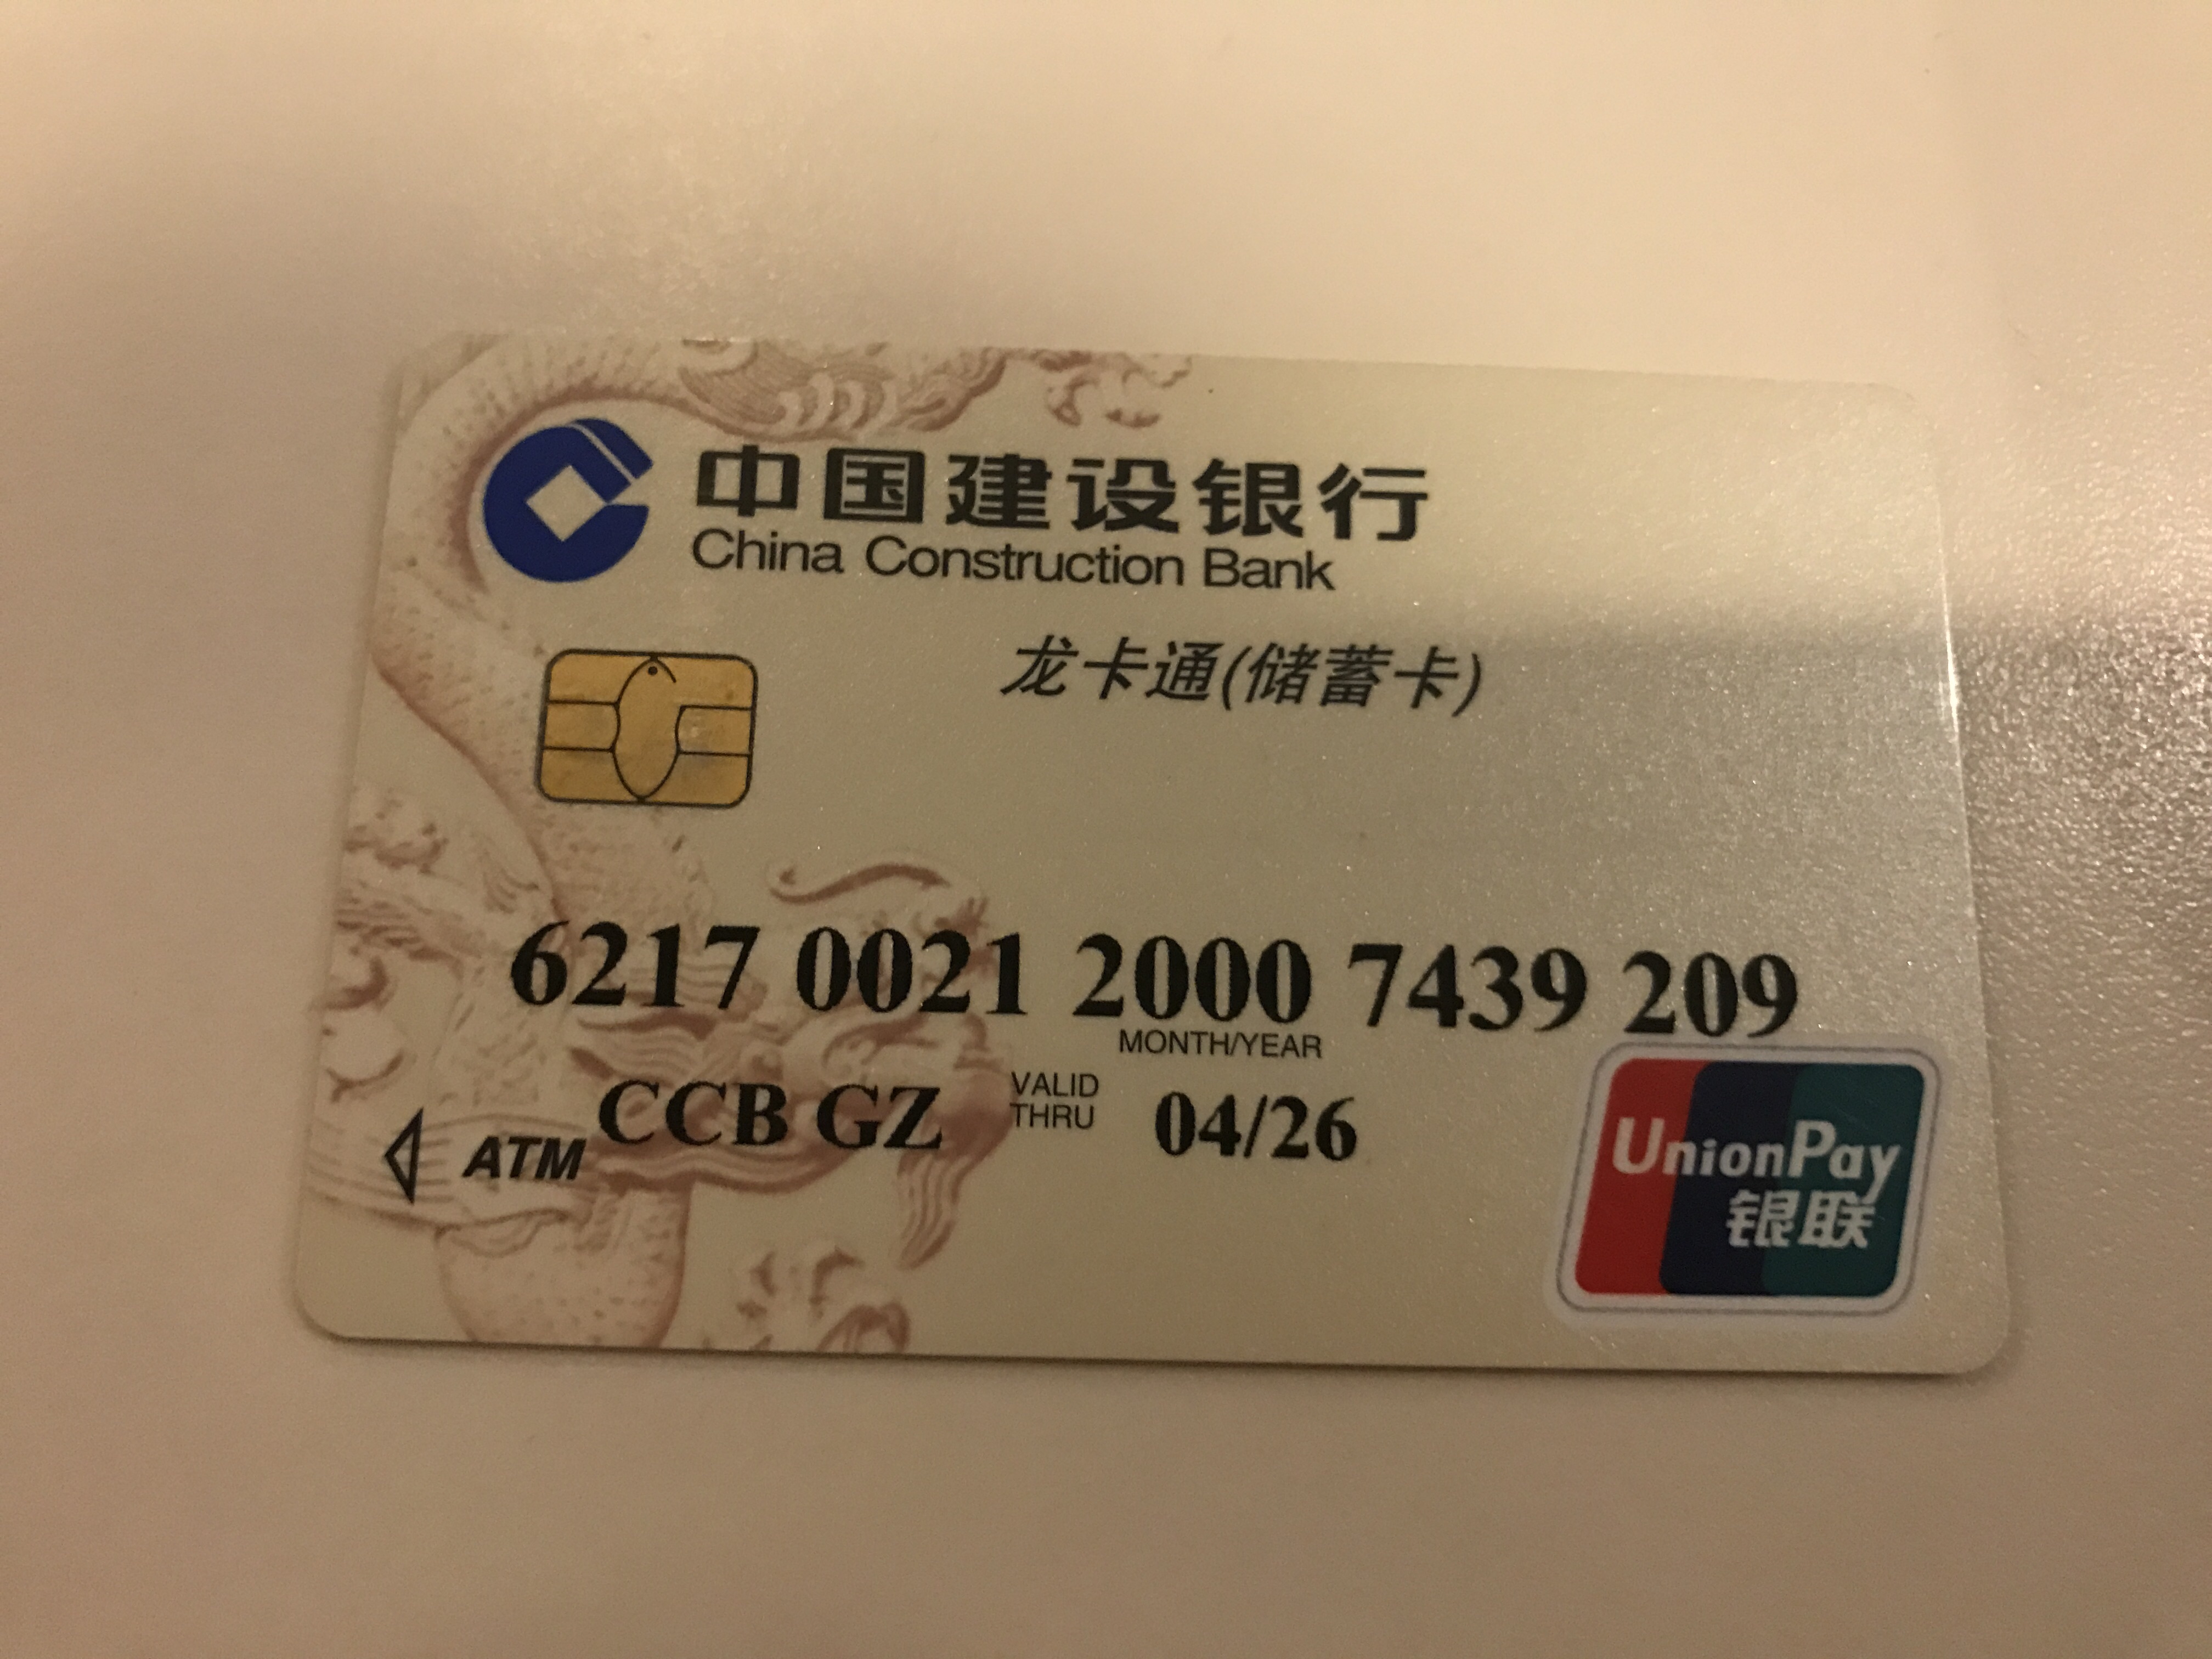 中国建设银行
China Construction Bank
龙卡通(储蓄卡)
6217 0021 2000 7439 209
MONTH/YEAR
ATM CCB GZ VALID THRU 04/26
UnionPay
银联